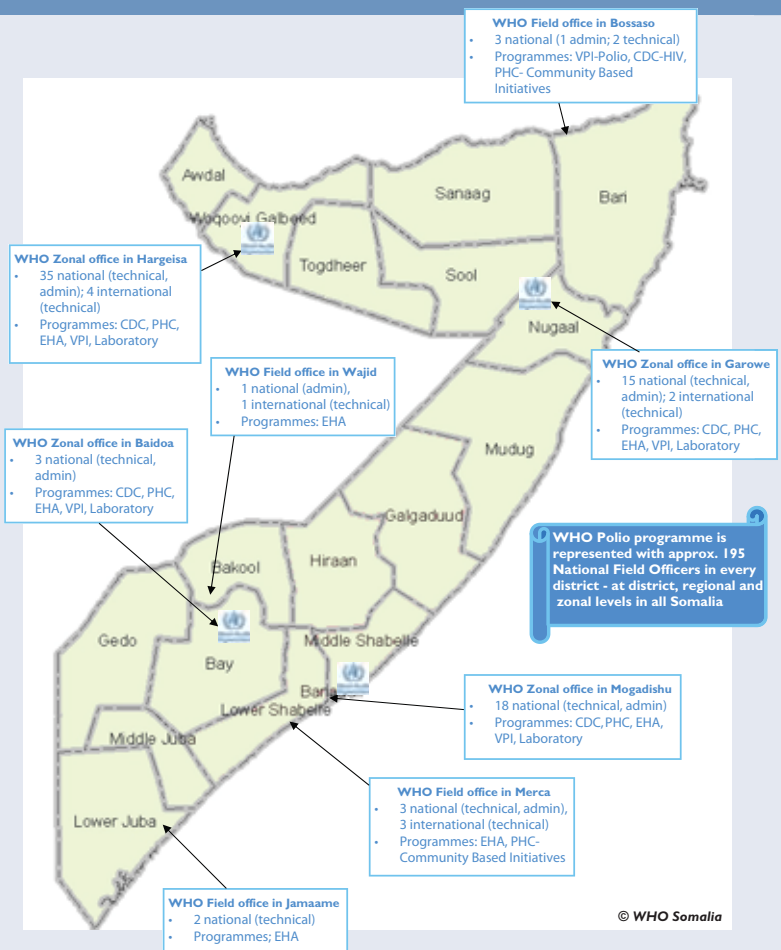 WHO Field office in Bossaso
• 3 national (1 admin; 2 technical)
• Programmes: VPI-Polio, CDC-HIV,
PHC- Community Based
Initiatives
Awdal
Woqooyi Galbeed
Togdheer
Sanaag
Bari
Sool
Nugaal
WHO Zonal office in Hargeisa
• 35 national (technical,
admin); 4 international
(technical)
• Programmes: CDC, PHC,
EHA, VPI, Laboratory
WHO Zonal office in Garowe
• 15 national (technical,
admin); 2 international
(technical)
• Programmes: CDC, PHC,
EHA, VPI, Laboratory
WHO Field office in Wajid
• 1 national (admin),
1 international (technical)
• Programmes: EHA
WHO Zonal office in Baidoa
• 3 national (technical,
admin)
• Programmes: CDC, PHC,
EHA, VPI, Laboratory
Mudug
Galgaduud
Hiraan
Bakool
WHO Polio programme is
represented with approx. 195
National Field Officers in every
district - at district, regional and
zonal levels in all Somalia
Gedo
Bay
Middle Shabelle
Lower Shabelle
Middle Juba
Lower Juba
WHO Zonal office in Mogadishu
• 18 national (technical, admin)
• Programmes: CDC, PHC, EHA,
VPI, Laboratory
WHO Field office in Merca
• 3 national (technical, admin),
3 international (technical)
• Programmes: EHA, PHC-
Community Based Initiatives
WHO Field office in Jamaame
• 2 national (technical)
• Programmes; EHA
© WHO Somalia